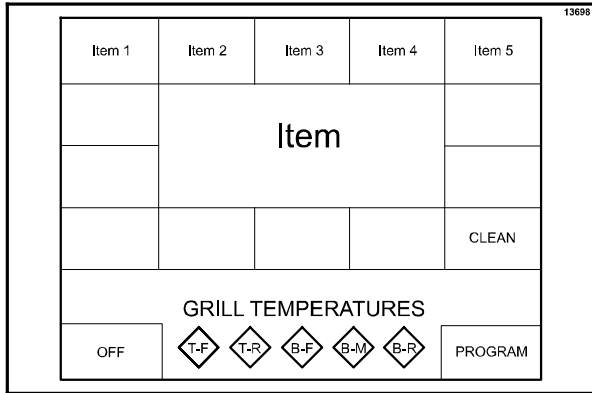 13698
Item 1 Item 2 Item 3 Item 4 Item 5
Item
CLEAN
GRILL TEMPERATURES
OFF T-F T-R B-F B-M B-R PROGRAM